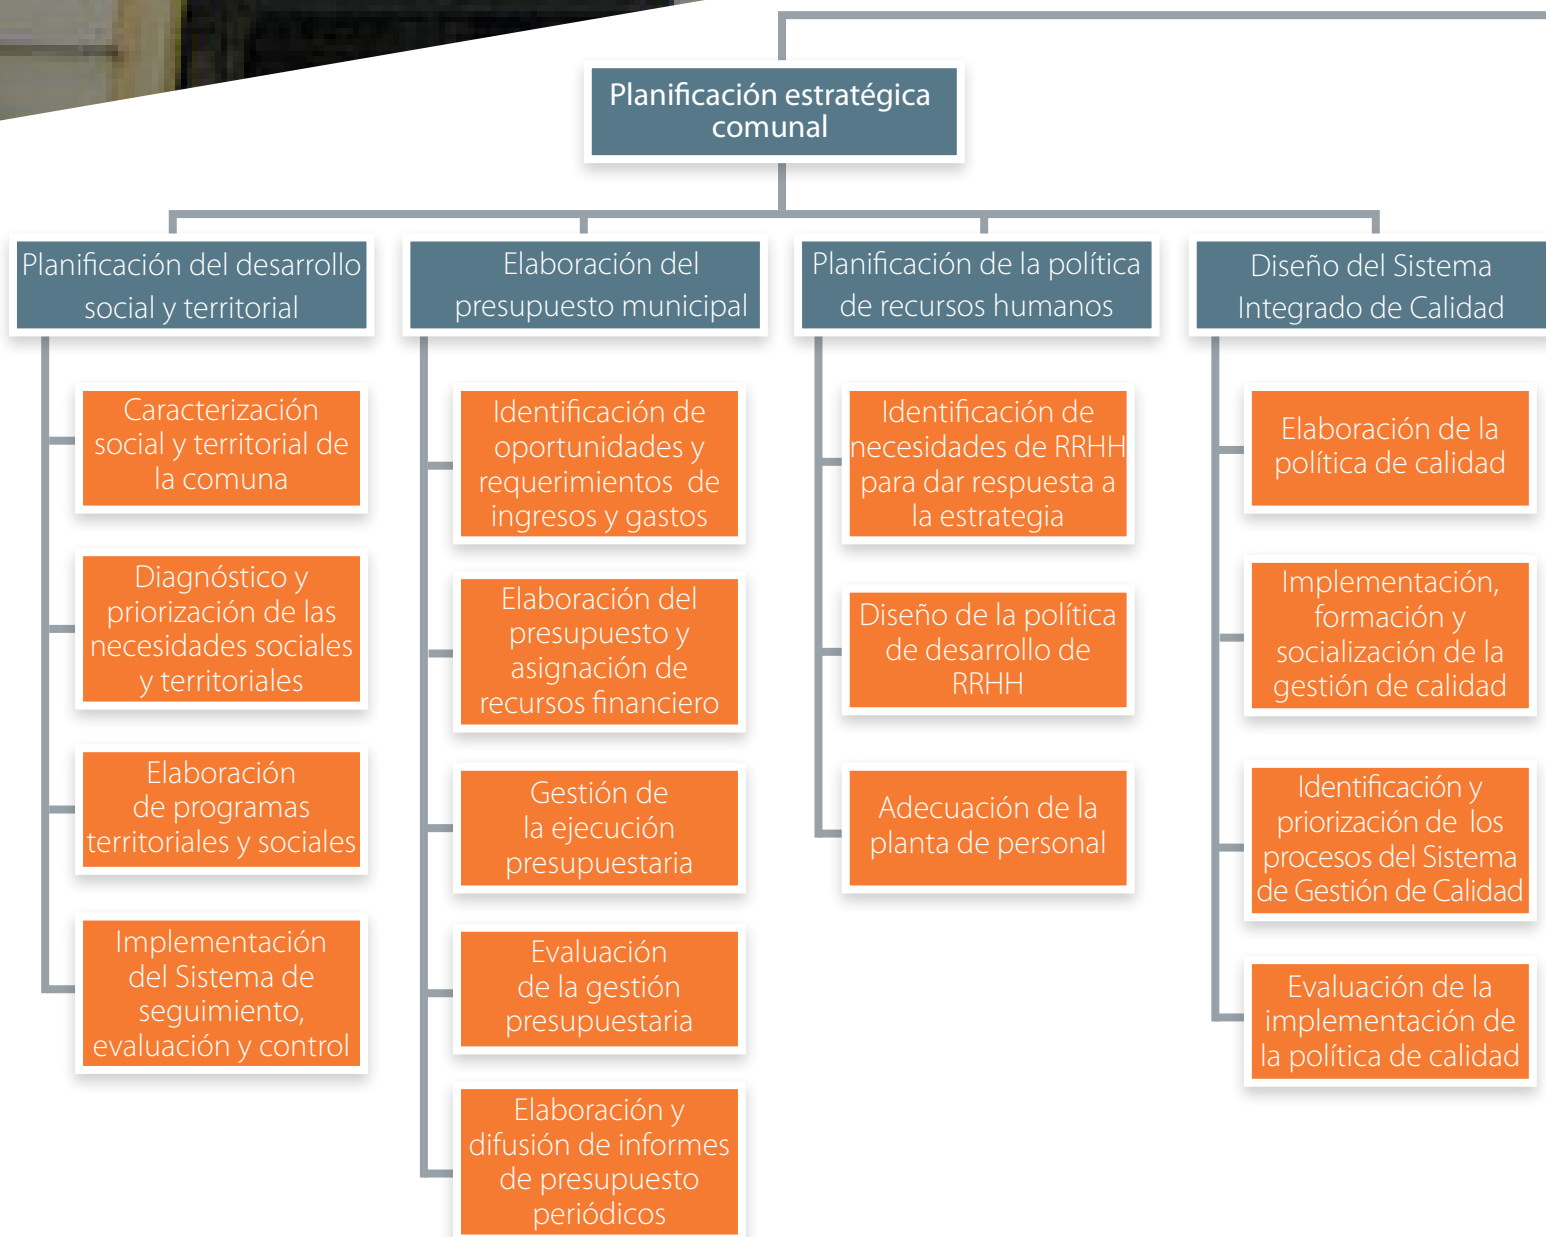 Planificación estratégica
comunal
Planificación del desarrollo
social y territorial
Caracterización
social y territorial de
la comuna
Diagnóstico y
priorización de las
necesidades sociales
y territoriales
Elaboración
de programas
territoriales y sociales
Implementación
del Sistema de
seguimiento,
evaluación y control
Elaboración del
presupuesto municipal
Identificación de
oportunidades y
requerimientos de
ingresos y gastos
Elaboración del
presupuesto y
asignación de
recursos financiero
Gestión de
la ejecución
presupuestaria
Evaluación
de la gestión
presupuestaria
Elaboración y
difusión de informes
de presupuesto
periódicos
Planificación de la política
de recursos humanos
Identificación de
necesidades de RRHH
para dar respuesta a
la estrategia
Diseño de la política
de desarrollo de
RRHH
Adecuación de la
planta de personal
Diseño del Sistema
Integrado de Calidad
Elaboración de la
política de calidad
Implementación,
formación y
socialización de la
gestión de calidad
Identificación y
priorización de los
procesos del Sistema
de Gestión de Calidad
Evaluación de la
implementación de
la política de calidad